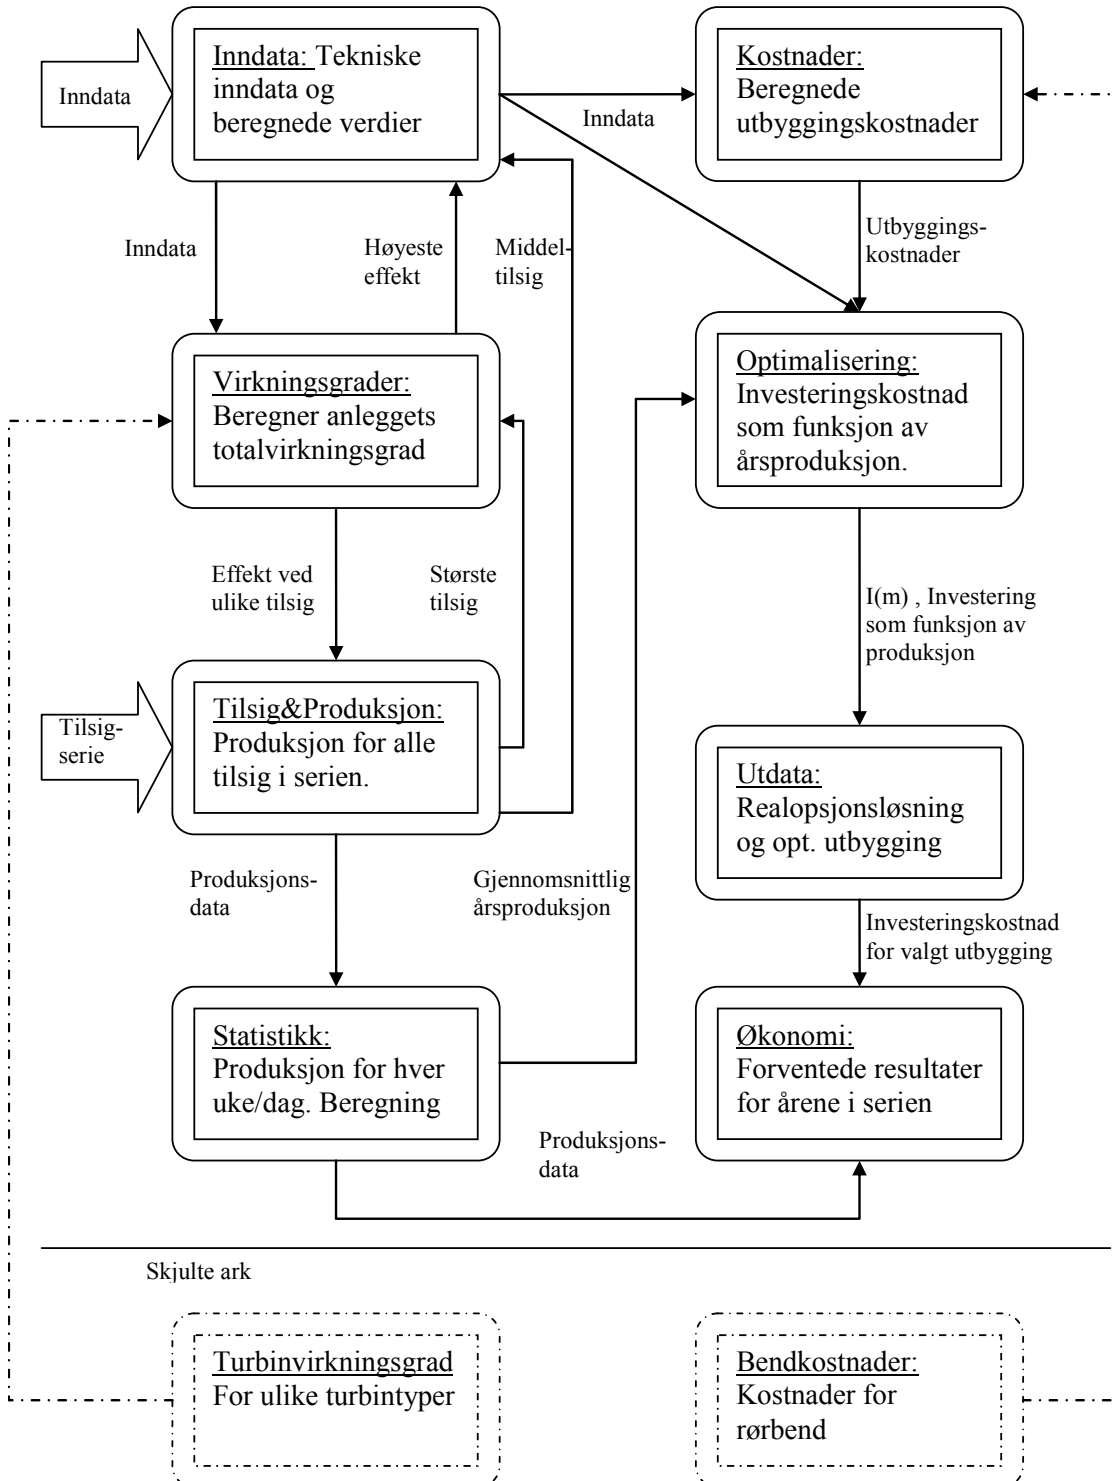 Inndata
Inndata: Tekniske
inndata og
beregnede verdier
Inndata
Kostnader:
Beregnede
utbyggingskostnader
Inndata
Høyeste
effekt
Middel-
tilsig
Utbyggings-
kostnader
Virkningsgrader:
Beregner anleggets
totalvirkningsgrad
Optimalisering:
Investeringskostnad
som funksjon av
årsproduksjon.
Effekt ved
ulike tilsig
Største
tilsig
I(m) , Investering
som funksjon av
produksjon
Tilsig-
serie
Tilsig&Produksjon:
Produksjon for alle
tilsig i serien.
Utdata:
Realopsjonsløsning
og opt. utbygging
Produksjons-
data
Gjennomsnittlig
årsproduksjon
Investeringskostnad
for valgt utbygging
Statistikk:
Produksjon for hver
uke/dag. Beregning
Økonomi:
Forventede resultater
for årene i serien
Produksjons-
data
Skjulte ark
Turbinvirkningsgrad
For ulike turbintyper
Bendkostnader:
Kostnader for
rørbend